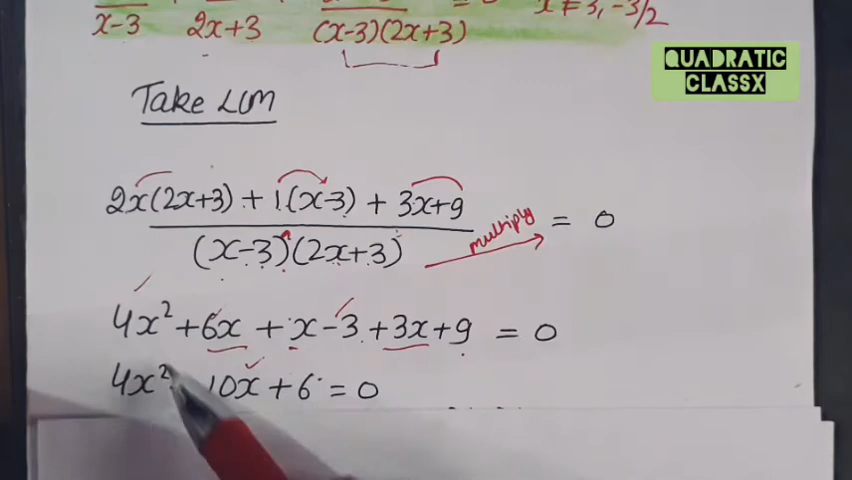 x-3 2x+3 (x-3)(2x+3) x ≠ 3, -3/2
QUADRATIC
CLASSX
Take LCM
2x(2x+3) + 1(x-3) + 3x+9
(x-3)(2x+3)
multiply
= 0
4x² + 6x + x - 3 + 3x + 9 = 0
4x² 10x + 6 = 0